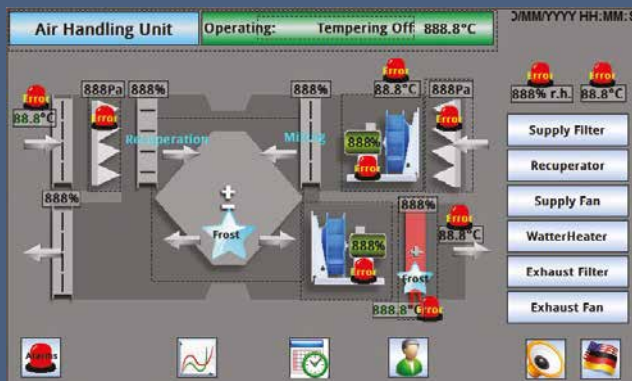 Air Handling Unit
Operating: Tempering Off 888.8°C
D/MM/YYYY HH:MM:S
Error
88.8°C
888Pa
Error
888%
888%
Error
88.8°C
888Pa
Error
Error
888% r.h.
Error
88.8°C
Recuperation
Mixing
888%
Error
Supply Filter
Recuperator
Supply Fan
WatterHeater
Exhaust Filter
Exhaust Fan
888%
888%
Error
88.8°C
Frost
888%
Error
Frost
Error
888.8°C
Alarms